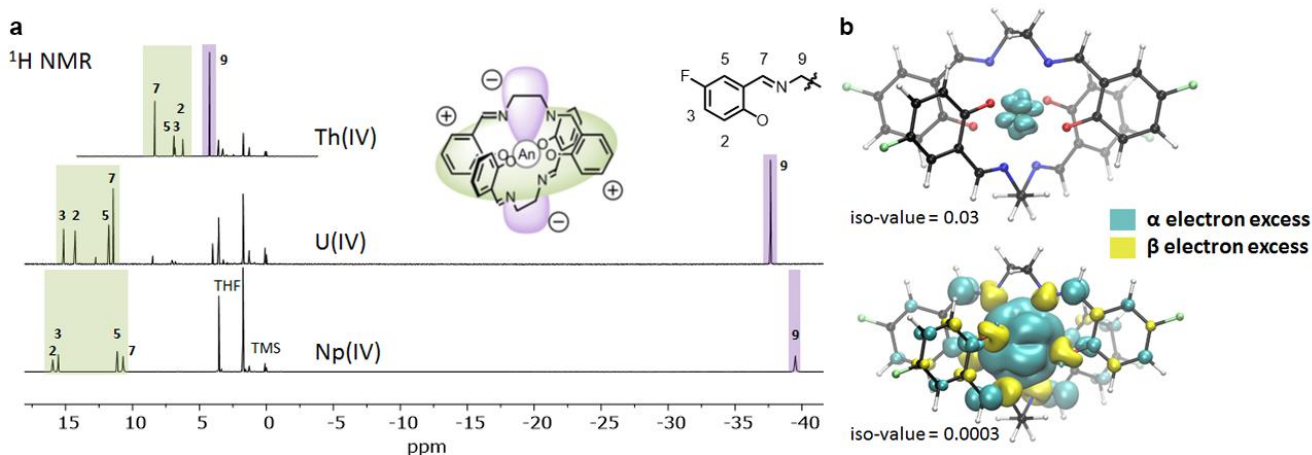 a
b
¹H NMR
7
5 3
2
9
Th(IV)
3
2
5
7
9
U(IV)
2
3
5
7
THF
TMS
9
Np(IV)
15 10 5 0 -5 -10 -15 -20 -25 -30 -35 -40
ppm
⊖
⊕
N N
N N
O O
O O
An
⊕
⊖
5 7 9
F
N
3
O
2
iso-value = 0.03
α electron excess
β electron excess
iso-value = 0.0003